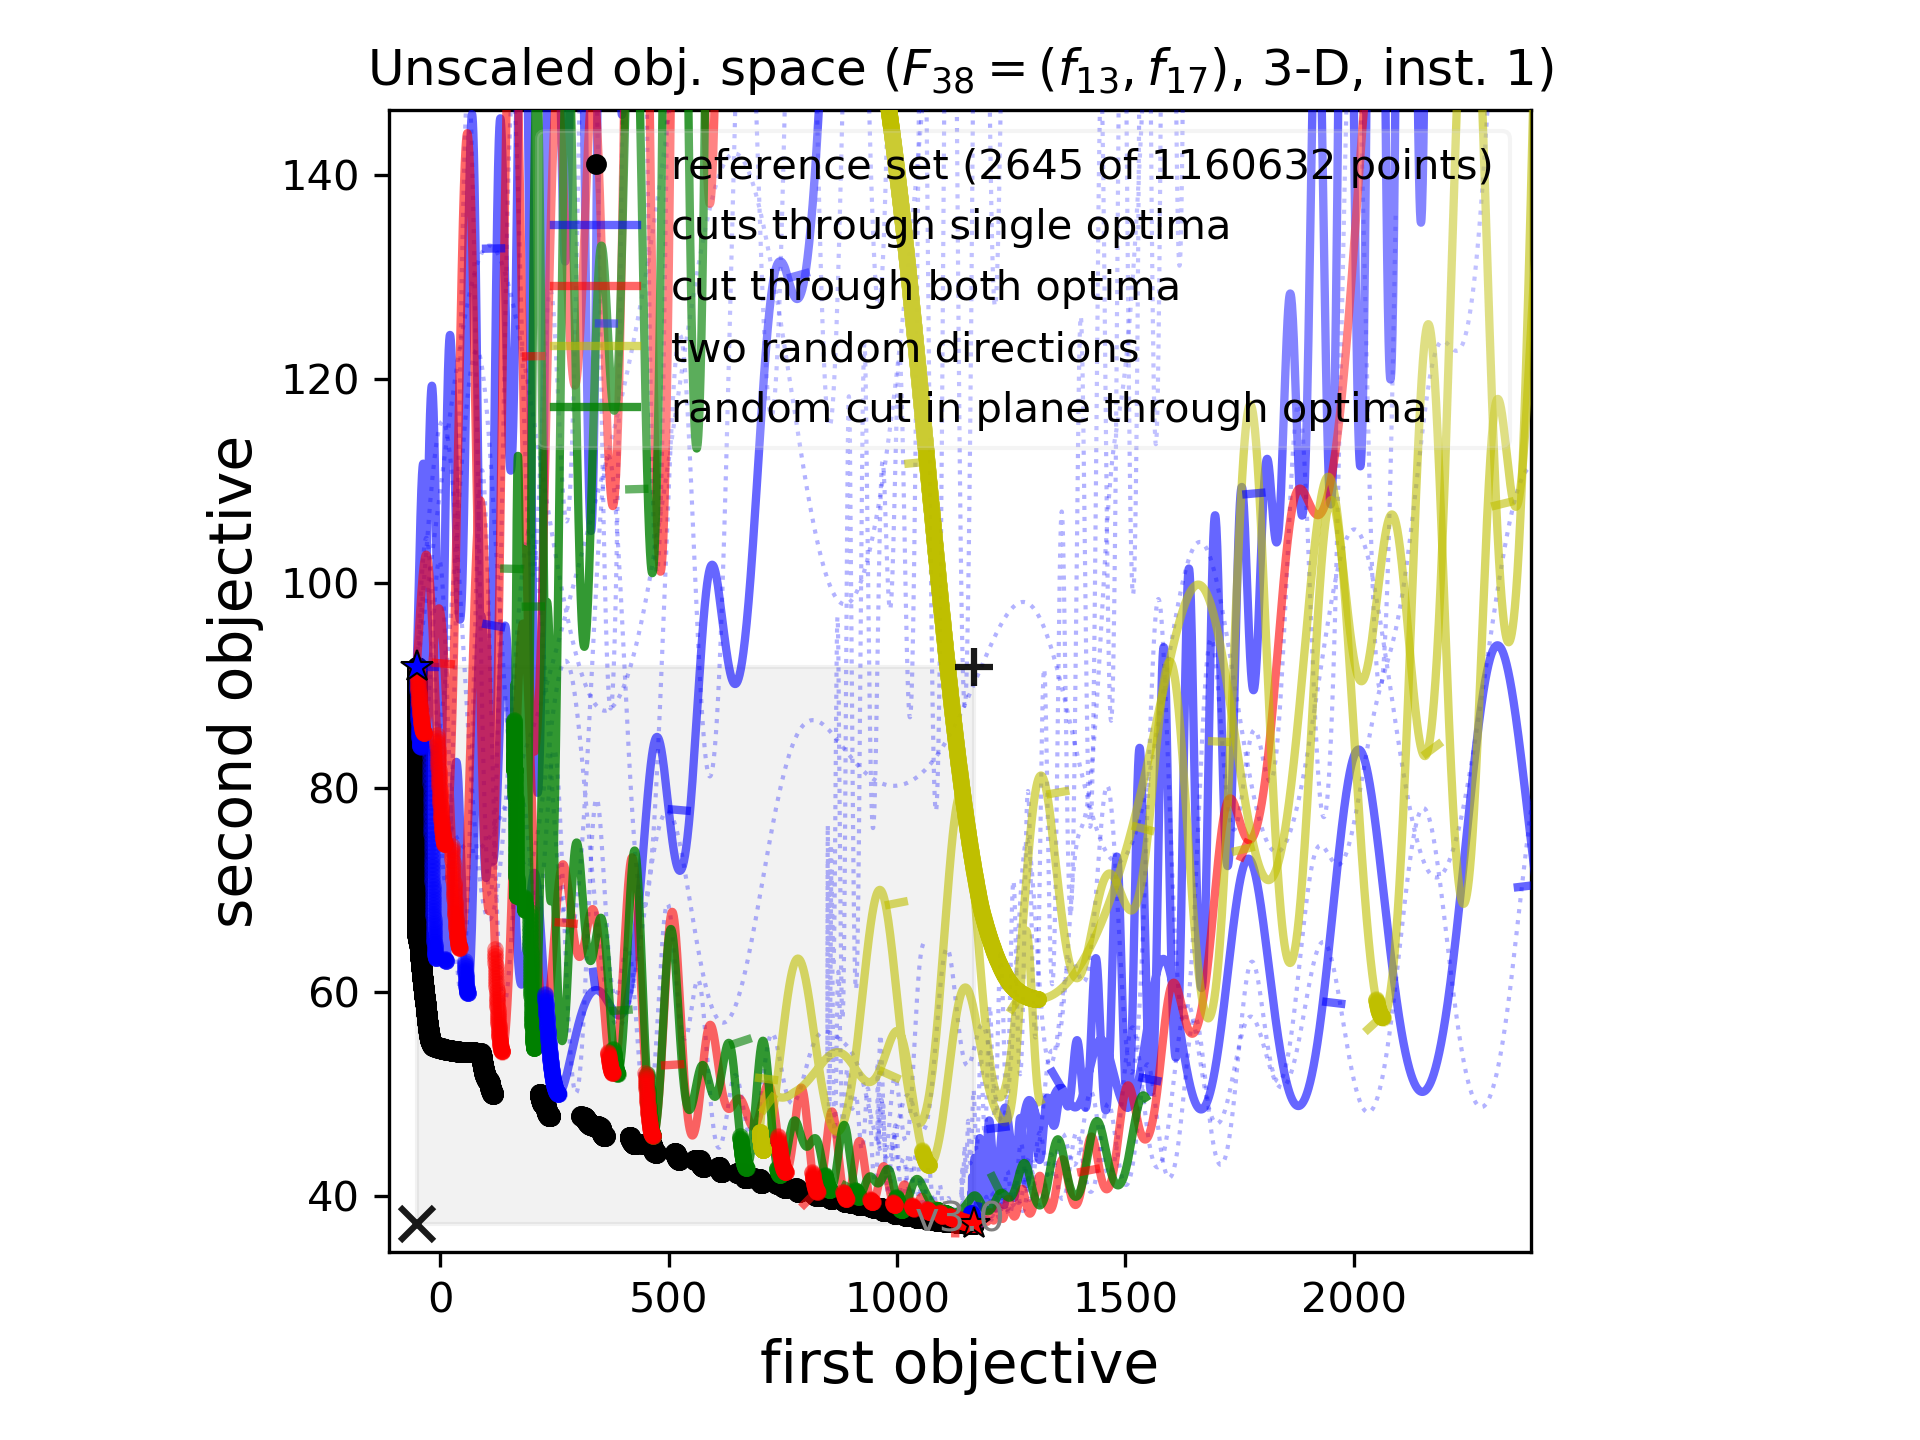 Unscaled obj. space (F₃₈ = (f₁₃, f₁₇), 3-D, inst. 1)
reference set (2645 of 1160632 points)
cuts through single optima
cut through both optima
two random directions
random cut in plane through optima
140
120
100
80
60
40
second objective
v3.0
0 500 1000 1500 2000
first objective